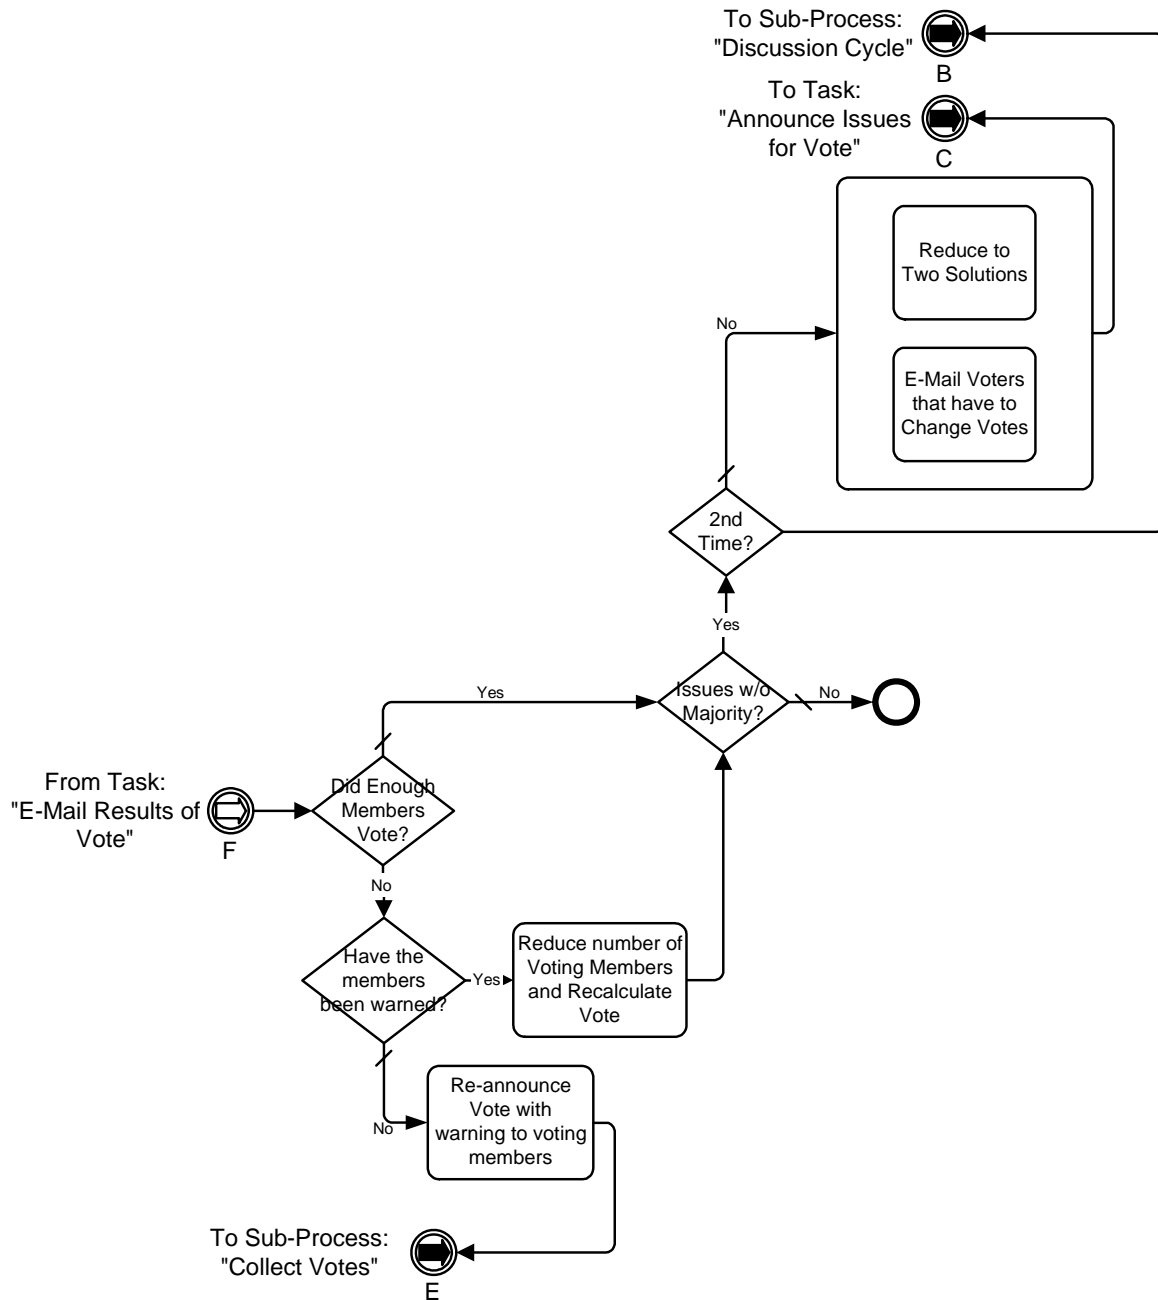 To Sub-Process:
"Discussion Cycle"
B
To Task:
"Announce Issues
for Vote"
C
Reduce to
Two Solutions
No
E-Mail Voters
that have to
Change Votes
2nd
Time?
Yes
Yes
Issues w/o
Majority?
No
From Task:
"E-Mail Results of
Vote"
F
Did Enough
Members
Vote?
No
Have the
members
been warned?
Yes
Reduce number of
Voting Members
and Recalculate
Vote
No
Re-announce
Vote with
warning to voting
members
To Sub-Process:
"Collect Votes"
E